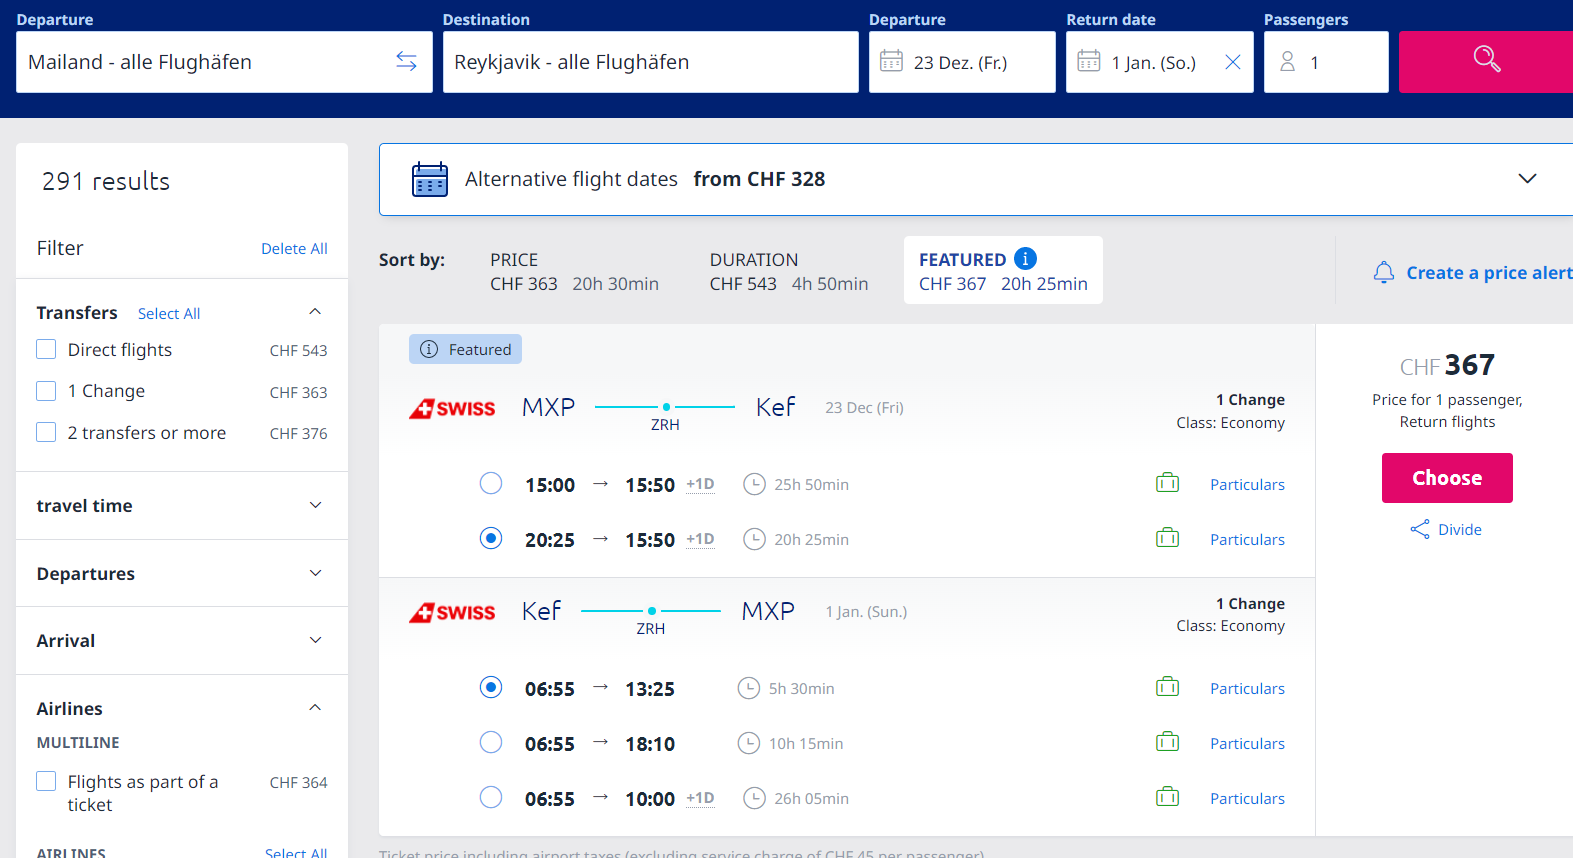 Departure
Destination
Departure
Return date
Passengers
Mailand - alle Flughäfen
Reykjavik - alle Flughäfen
23 Dez. (Fr.)
1 Jan. (So.)
1
291 results
Filter
Delete All
Transfers Select All
Direct flights CHF 543
1 Change CHF 363
2 transfers or more CHF 376
travel time
Departures
Arrival
Airlines
MULTILINE
Flights as part of a CHF 364
ticket
AIRLINES Select All
Alternative flight dates from CHF 328
Sort by:
PRICE
CHF 363 20h 30min
DURATION
CHF 543 4h 50min
FEATURED
CHF 367 20h 25min
Create a price alert
Featured
SWISS MXP ZRH Kef 23 Dec (Fri)
1 Change
Class: Economy
15:00 → 15:50 +1D 25h 50min Particulars
20:25 → 15:50 +1D 20h 25min Particulars
SWISS Kef ZRH MXP 1 Jan. (Sun.)
1 Change
Class: Economy
06:55 → 13:25 5h 30min Particulars
06:55 → 18:10 10h 15min Particulars
06:55 → 10:00 +1D 26h 05min Particulars
CHF 367
Price for 1 passenger,
Return flights
Choose
Divide
Ticket price including airport taxes (excluding service charge of CHF 45 per passenger)